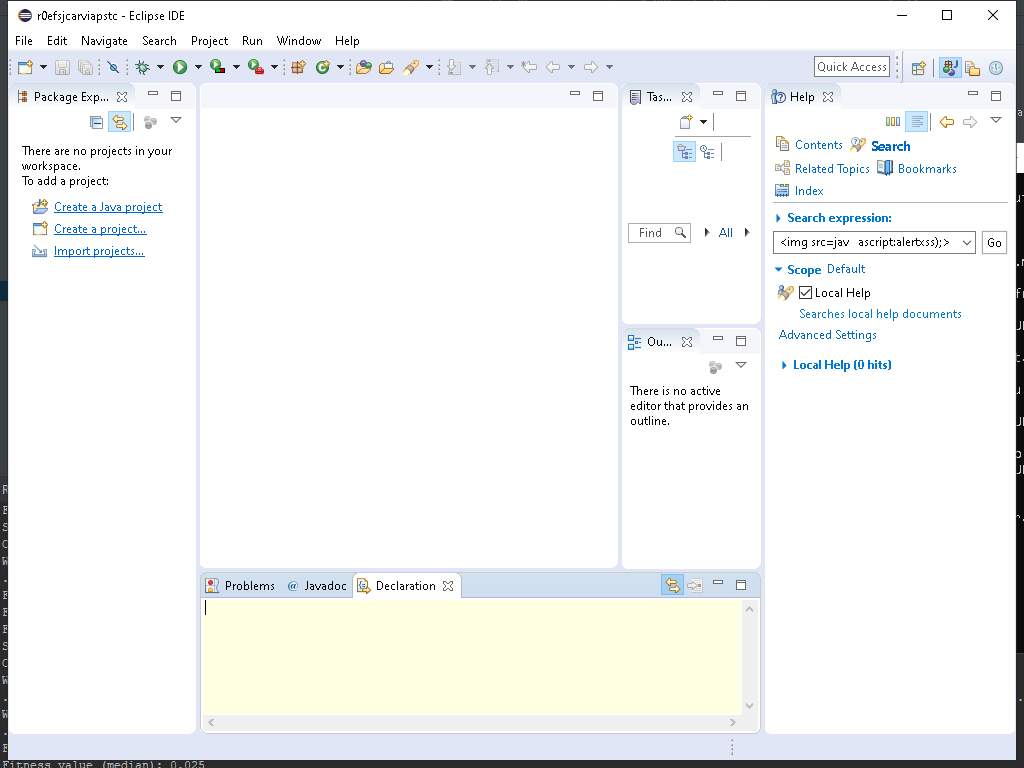 r0efsjcarviapstc - Eclipse IDE
File Edit Navigate Search Project Run Window Help
Quick Access
Package Exp...
There are no projects in your
workspace.
To add a project:
Create a Java project
Create a project...
Import projects...
Tas...
Find
All
Ou...
There is no active
editor that provides an
outline.
Help
Contents Search
Related Topics Bookmarks
Index
Search expression:
<img src=jav ascript:alertxss);> Go
Scope Default
Local Help
Searches local help documents
Advanced Settings
Local Help (0 hits)
Problems @ Javadoc Declaration
Fitness value (median): 0.025